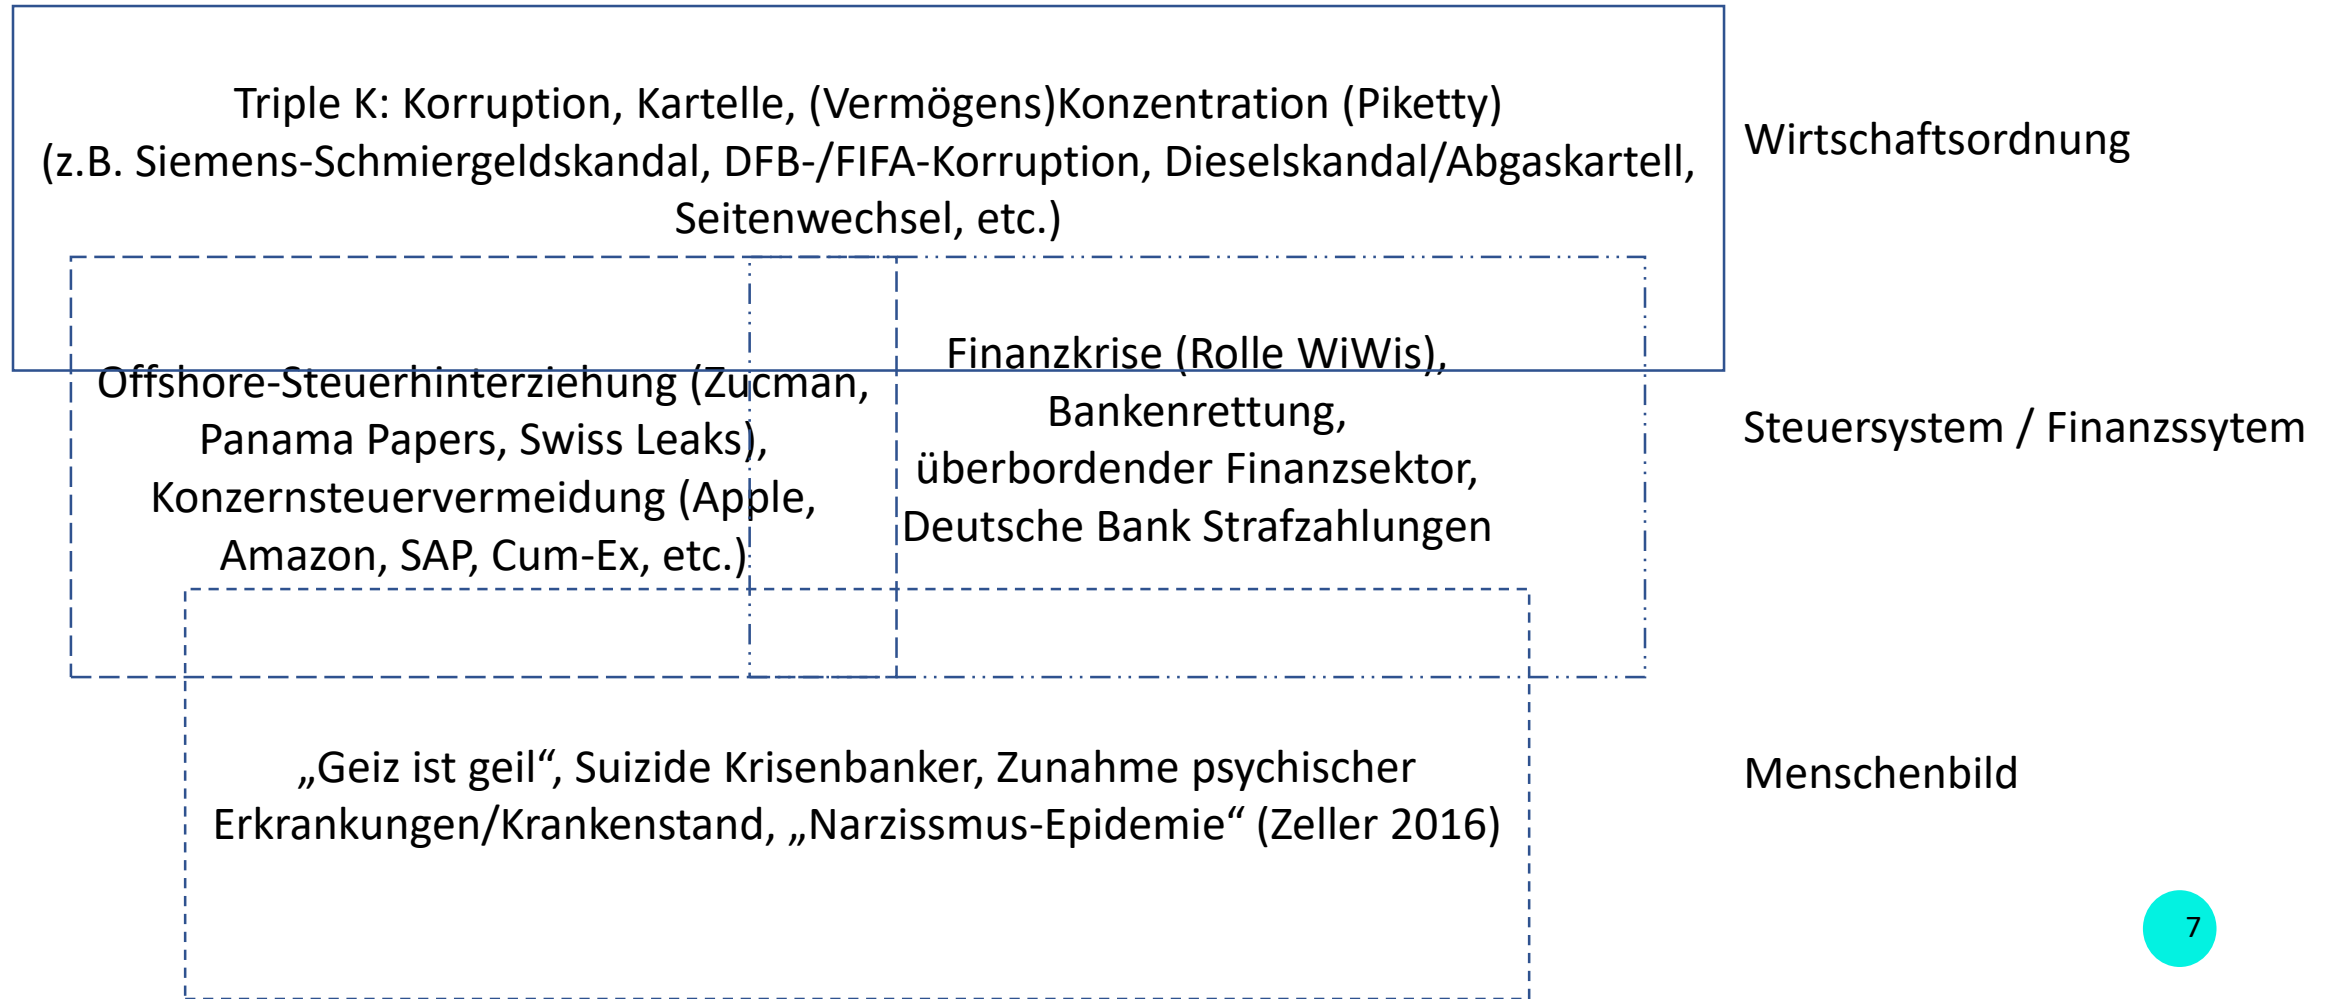 Triple K: Korruption, Kartelle, (Vermögens)Konzentration (Piketty)
(z.B. Siemens-Schmiergeldskandal, DFB-/FIFA-Korruption, Dieselskandal/Abgaskartell,
Seitenwechsel, etc.)
Wirtschaftsordnung
Offshore-Steuerhinterziehung (Zucman,
Panama Papers, Swiss Leaks),
Konzernsteuervermeidung (Apple,
Amazon, SAP, Cum-Ex, etc.)
Finanzkrise (Rolle WiWis),
Bankenrettung,
überbordender Finanzsektor,
Deutsche Bank Strafzahlungen
Steuersystem / Finanzssytem
„Geiz ist geil“, Suizide Krisenbanker, Zunahme psychischer
Erkrankungen/Krankenstand, „Narzissmus-Epidemie“ (Zeller 2016)
Menschenbild
7